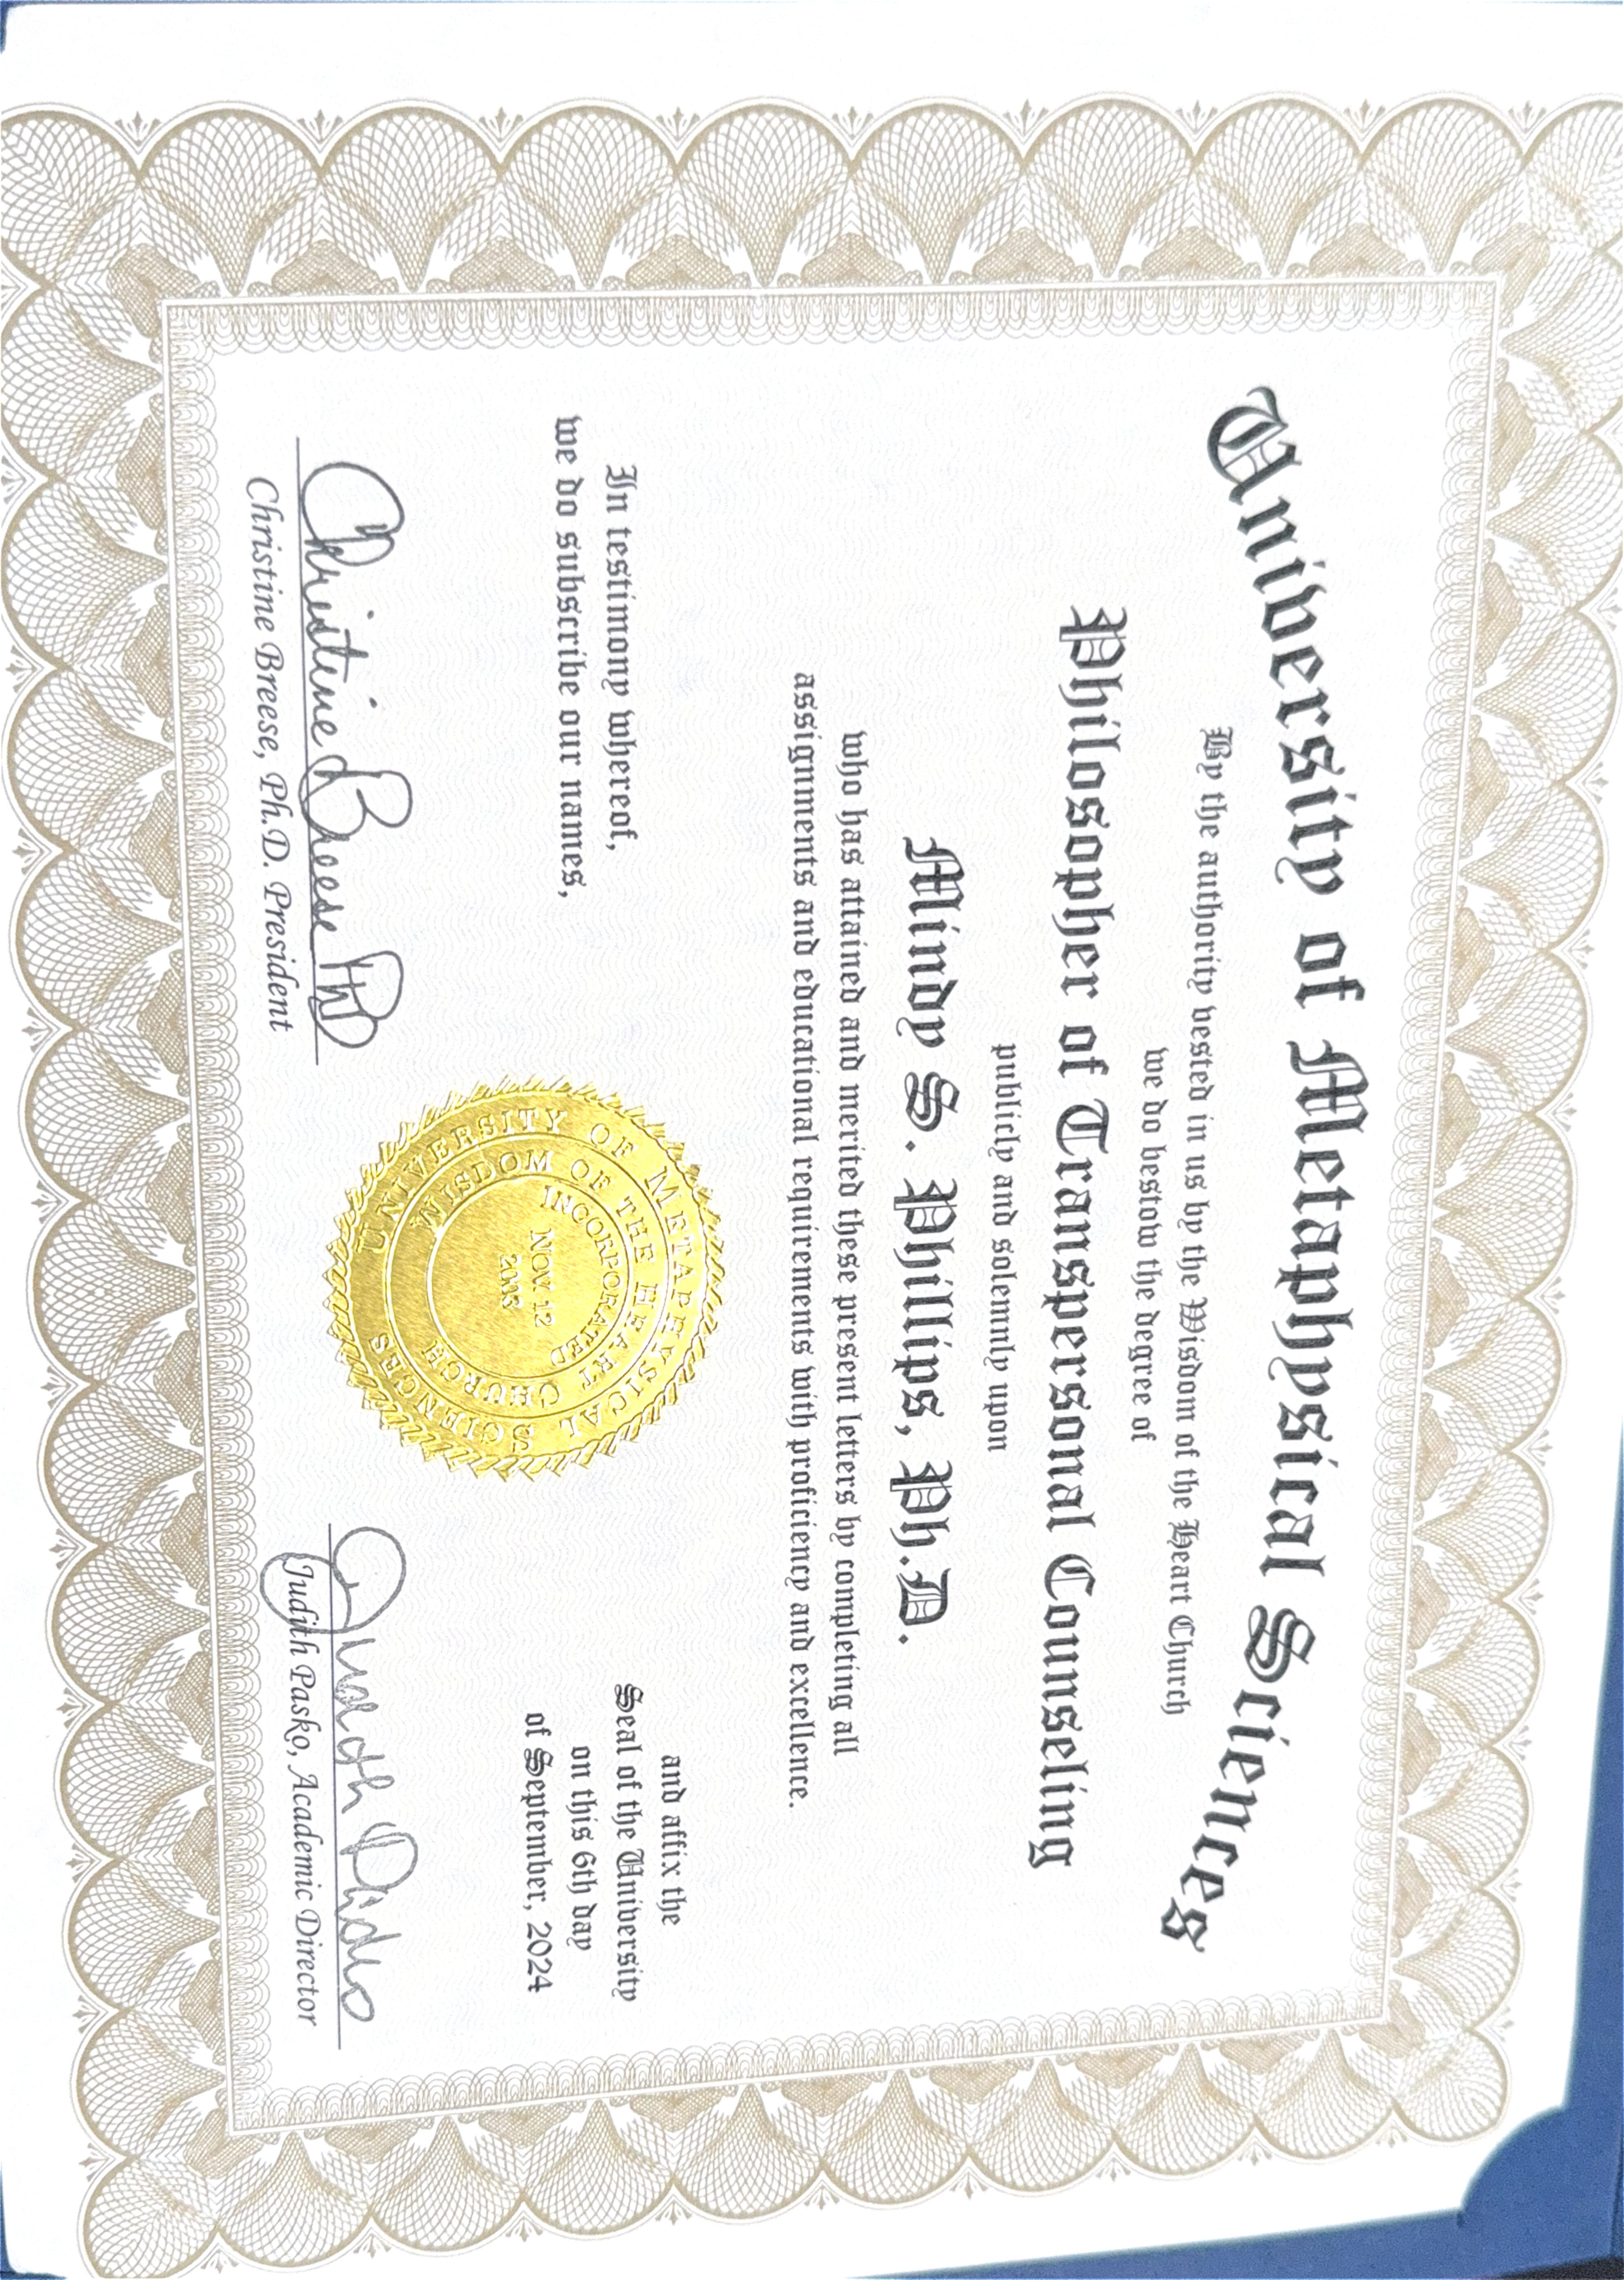 University of Metaphysical Sciences
By the authority vested in us by the Wisdom of the Heart Church
we do bestow the degree of
Philosopher of Transpersonal Counseling
publicly and solemnly upon
Mindy S. Phillips, Ph.D.
who has attained and merited these present letters by completing all
assignments and educational requirements with proficiency and excellence.
In testimony whereof,
we do subscribe our names,
and affix the
Seal of the University
on this 6th day
of September, 2024
UNIVERSITY OF METAPHYSICAL SCIENCES
WISDOM OF THE HEART CHURCH
INCORPORATED
NOV. 12
Christine Breese PhD
Christine Breese, Ph.D. President
Judith Pasko
Judith Pasko, Academic Director